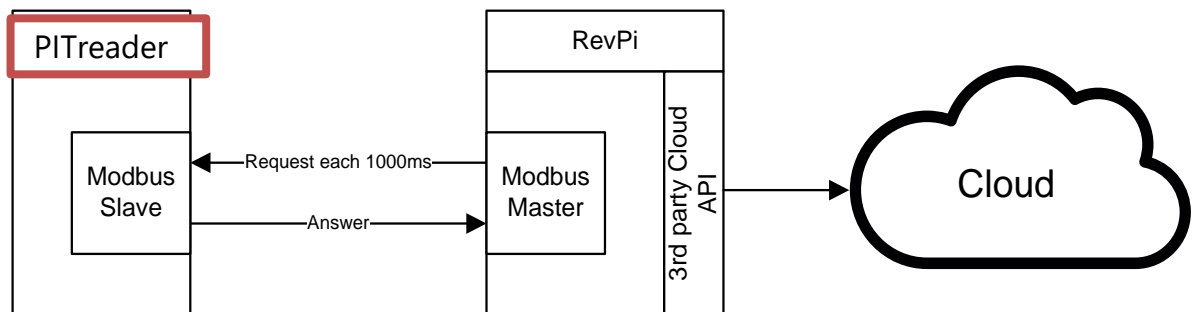 PITreader
RevPi
Modbus
Slave
Request each 1000ms
Answer
Modbus
Master
3rd party Cloud
API
Cloud